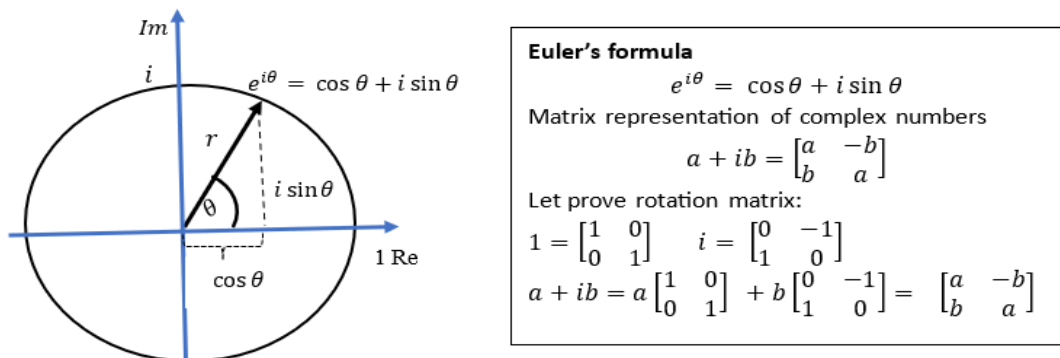 Im
i
e^{iθ} = cos θ + i sin θ
r
θ
i sin θ
1 Re
cos θ
Euler's formula
e^{iθ} = cos θ + i sin θ
Matrix representation of complex numbers
a + ib = [a −b; b a]
Let prove rotation matrix:
1 = [1 0; 0 1] i = [0 −1; 1 0]
a + ib = a [1 0; 0 1] + b [0 −1; 1 0] = [a −b; b a]